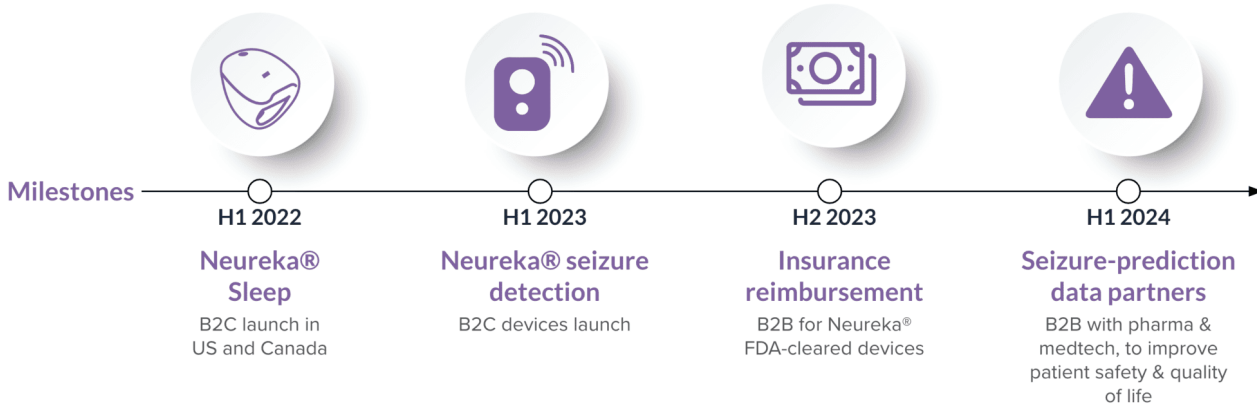 Milestones
H1 2022
Neureka®
Sleep
B2C launch in
US and Canada
H1 2023
Neureka® seizure
detection
B2C devices launch
H2 2023
Insurance
reimbursement
B2B for Neureka®
FDA-cleared devices
H1 2024
Seizure-prediction
data partners
B2B with pharma &
medtech, to improve
patient safety & quality
of life